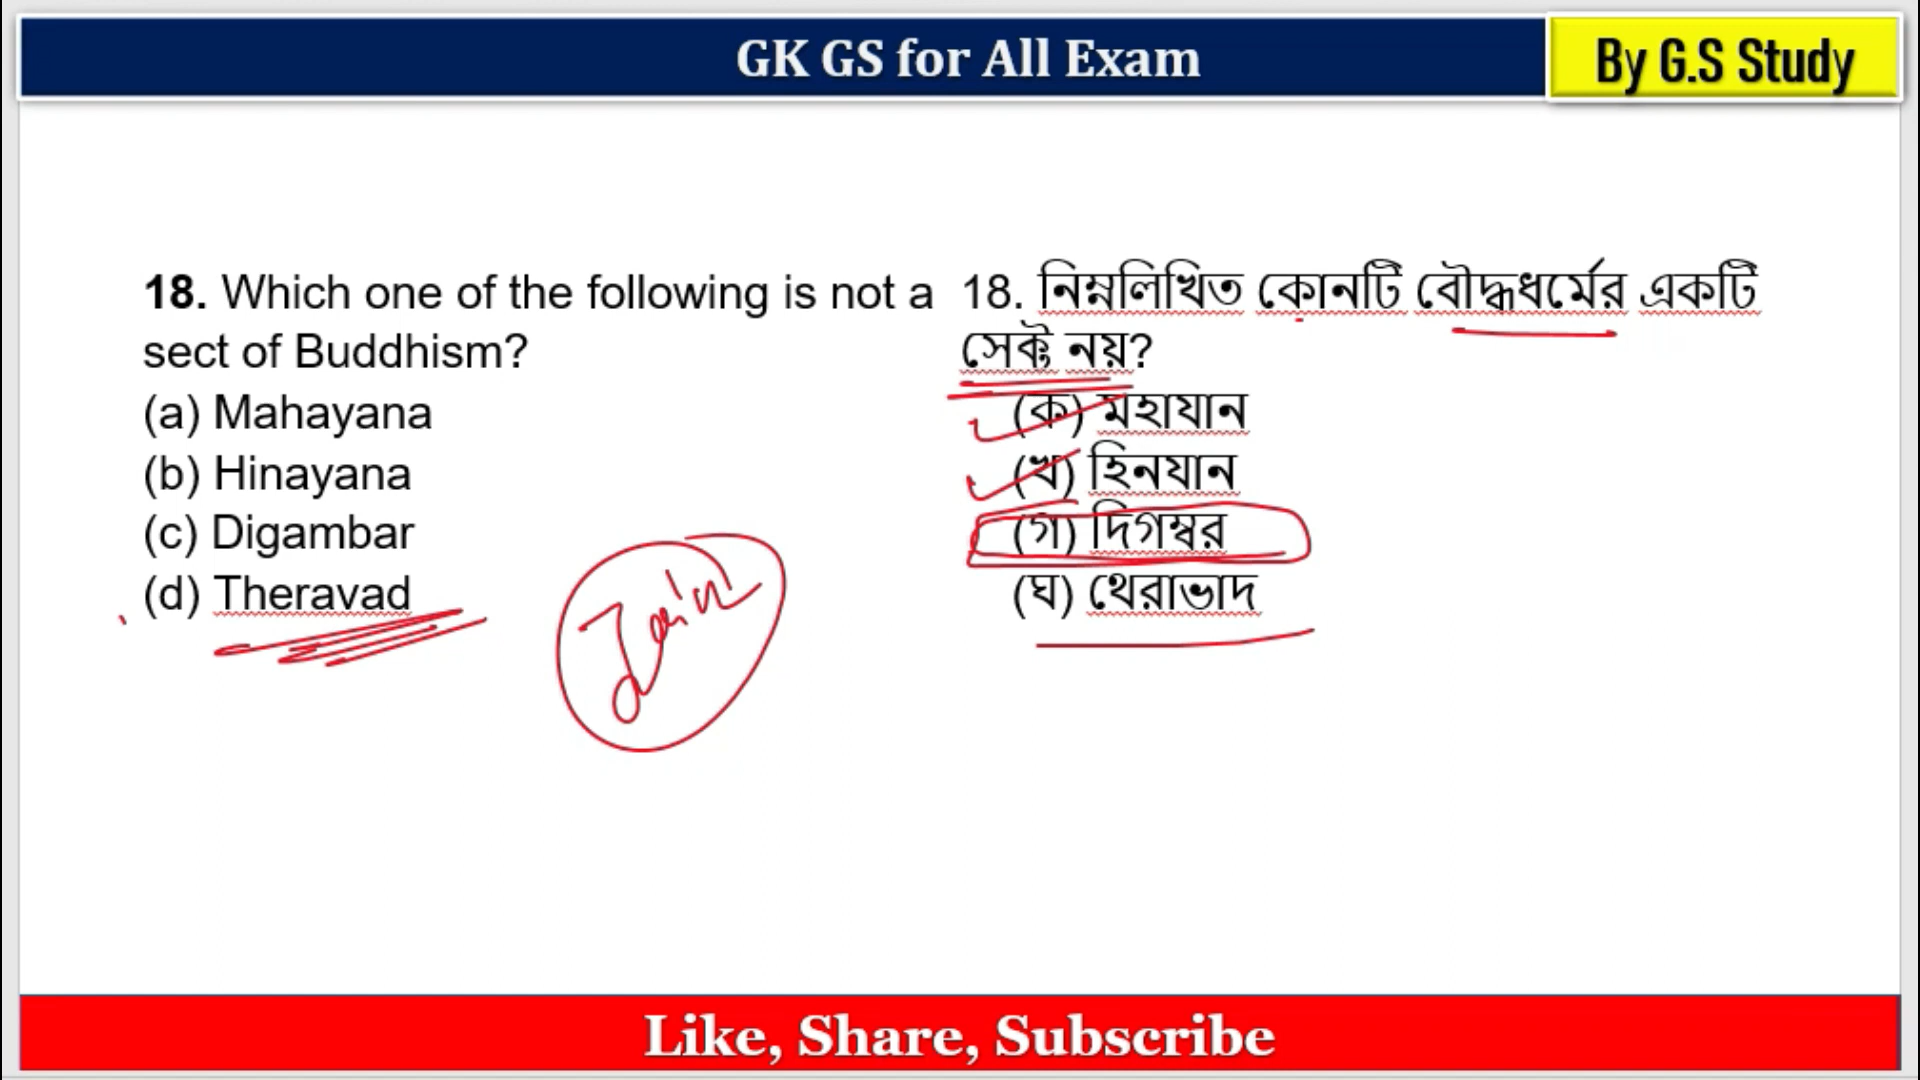 GK GS for All Exam
By G.S Study
18. Which one of the following is not a
sect of Buddhism?
(a) Mahayana
(b) Hinayana
(c) Digambar
(d) Theravad
18. নিম্নলিখিত কোনটি বৌদ্ধধর্মের একটি
সেক্ট নয়?
(ক) মহাযান
(খ) হিনযান
(গ) দিগম্বর
(ঘ) থেরাভাদ
Jain
Like, Share, Subscribe